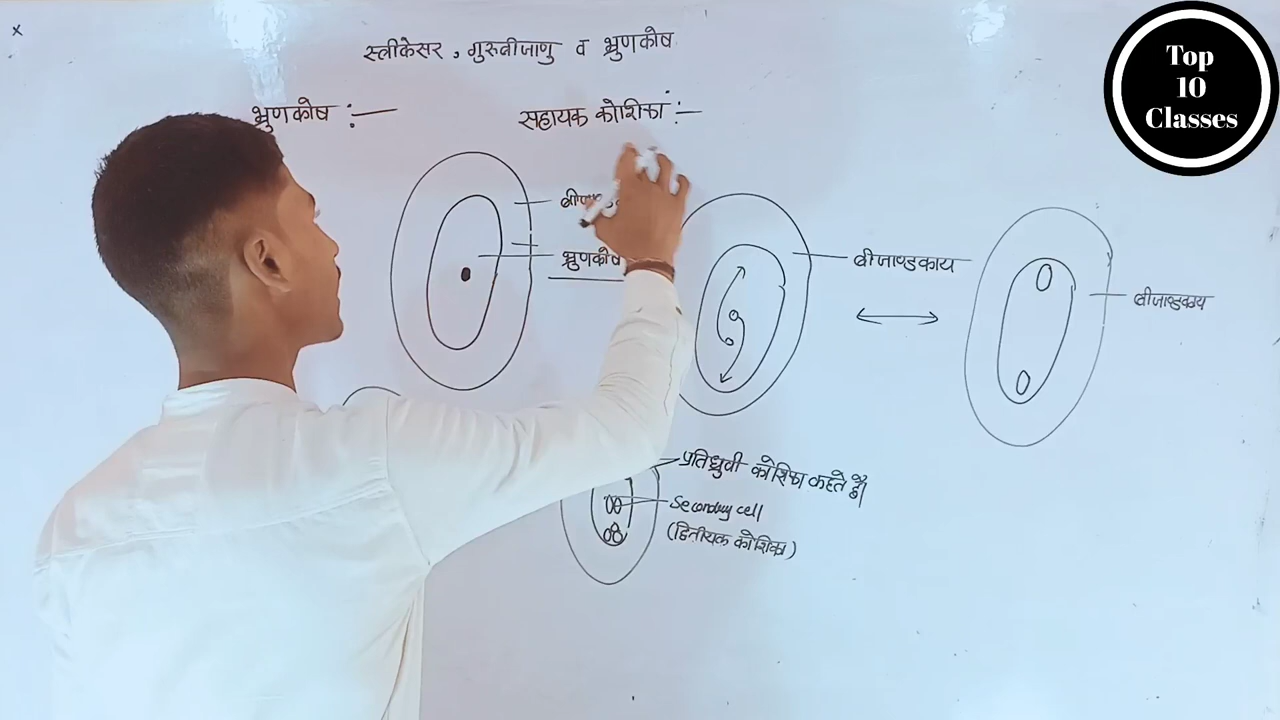 स्त्रीकेसर, गुरुबीजाणु व भ्रुणकोष
भ्रुणकोष :—
सहायक कोशिका :—
भ्रुणकोष
बीजाण्डकाय
बीजाण्डकाय
प्रतिध्रुवी कोशिका कहते हैं।
Secondary cell
(द्वितीयक कोशिका)
Top
10
Classes